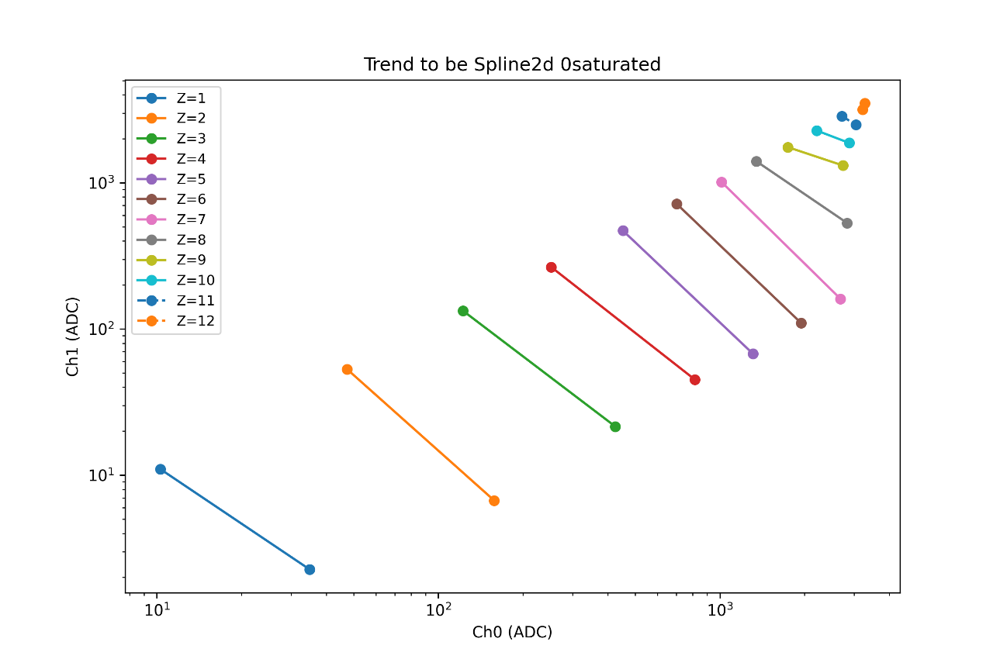 Trend to be Spline2d 0saturated
Z=1
Z=2
Z=3
Z=4
Z=5
Z=6
Z=7
Z=8
Z=9
Z=10
Z=11
Z=12
Ch1 (ADC)
10³
10²
10¹
10¹ 10² 10³
Ch0 (ADC)